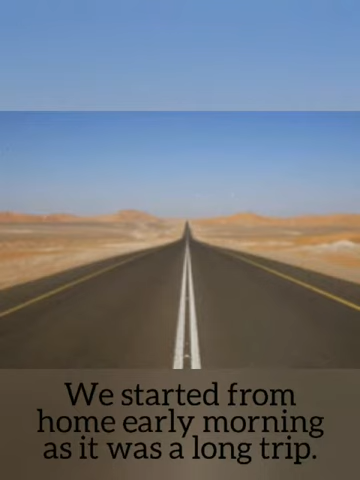 We started from
home early morning
as it was a long trip.